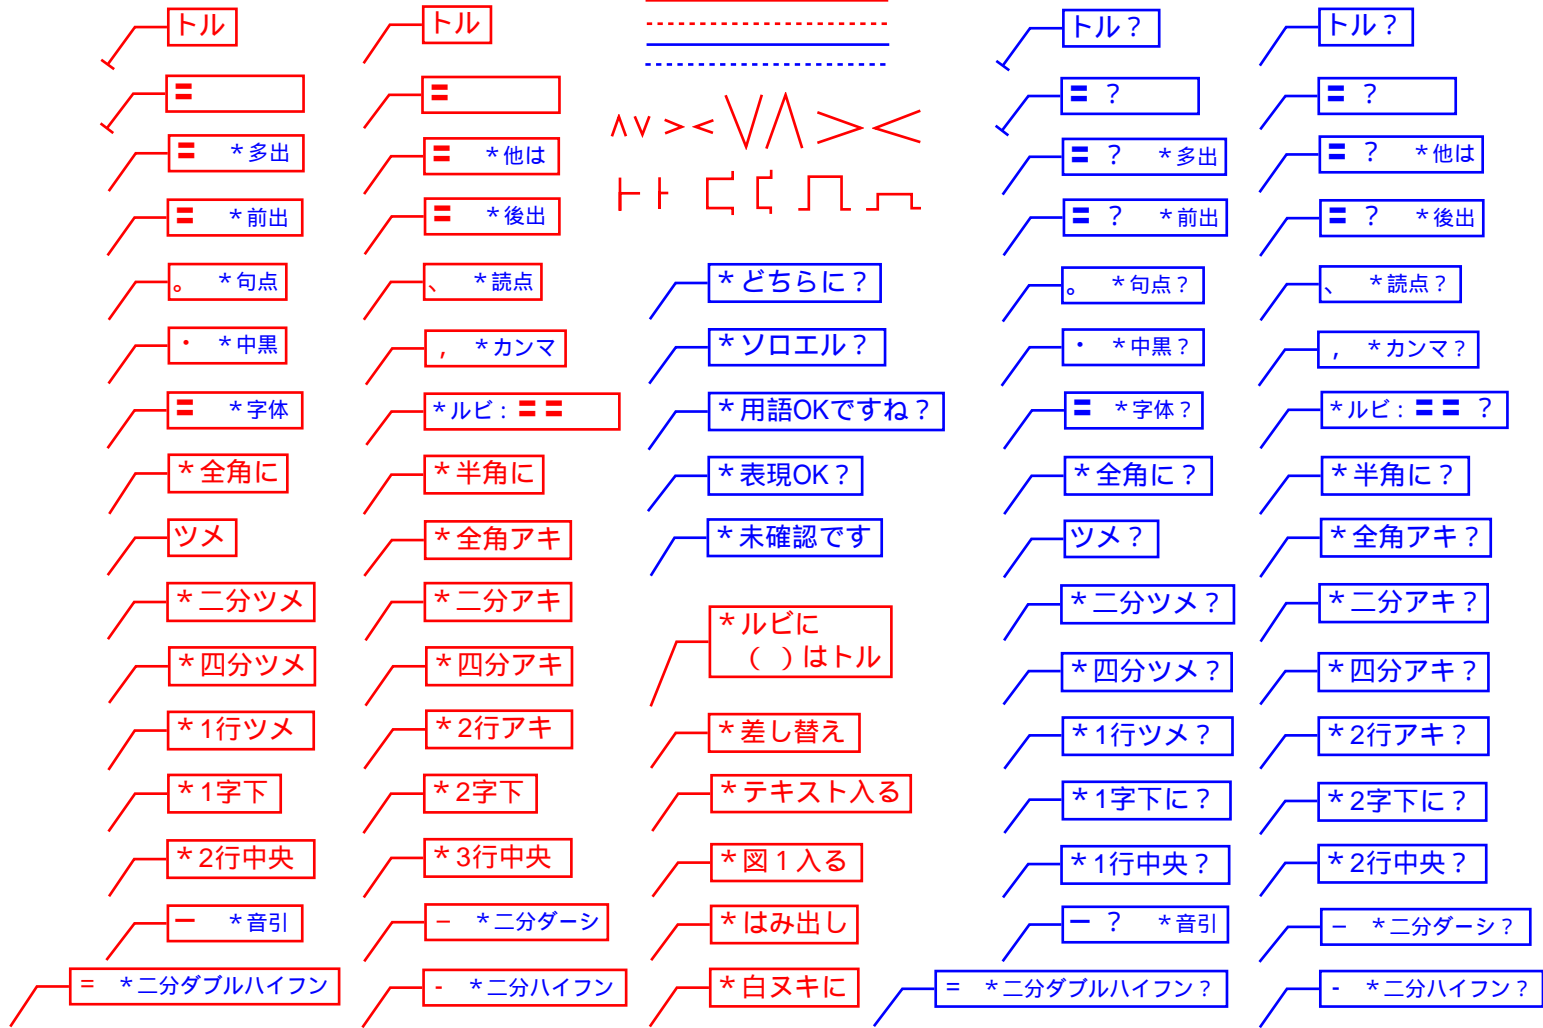 トル
トル
トル？
トル？
〓
〓
〓 ？
〓 ？
〓 ＊多出
〓 ＊他は
〓 ？ ＊多出
〓 ？ ＊他は
〓 ＊前出
〓 ＊後出
〓 ？ ＊前出
〓 ？ ＊後出
。 ＊句点
、 ＊読点
＊どちらに？
。 ＊句点？
、 ＊読点？
・ ＊中黒
， ＊カンマ
＊ソロエル？
・ ＊中黒？
， ＊カンマ？
〓 ＊字体
＊ルビ：〓〓
＊用語OKですね？
〓 ＊字体？
＊ルビ：〓〓 ？
＊全角に
＊半角に
＊表現OK？
＊全角に？
＊半角に？
ツメ
＊全角アキ
＊未確認です
ツメ？
＊全角アキ？
＊二分ツメ
＊二分アキ
＊二分ツメ？
＊二分アキ？
＊ルビに
（ ）はトル
＊四分ツメ
＊四分アキ
＊四分ツメ？
＊四分アキ？
＊1行ツメ
＊2行アキ
＊差し替え
＊1行ツメ？
＊2行アキ？
＊1字下
＊2字下
＊テキスト入る
＊1字下に？
＊2字下に？
＊2行中央
＊3行中央
＊図１入る
＊1行中央？
＊2行中央？
ー ＊音引
– ＊二分ダーシ
＊はみ出し
ー ？ ＊音引
– ＊二分ダーシ？
= ＊二分ダブルハイフン
- ＊二分ハイフン
＊白ヌキに
= ＊二分ダブルハイフン？
- ＊二分ハイフン？